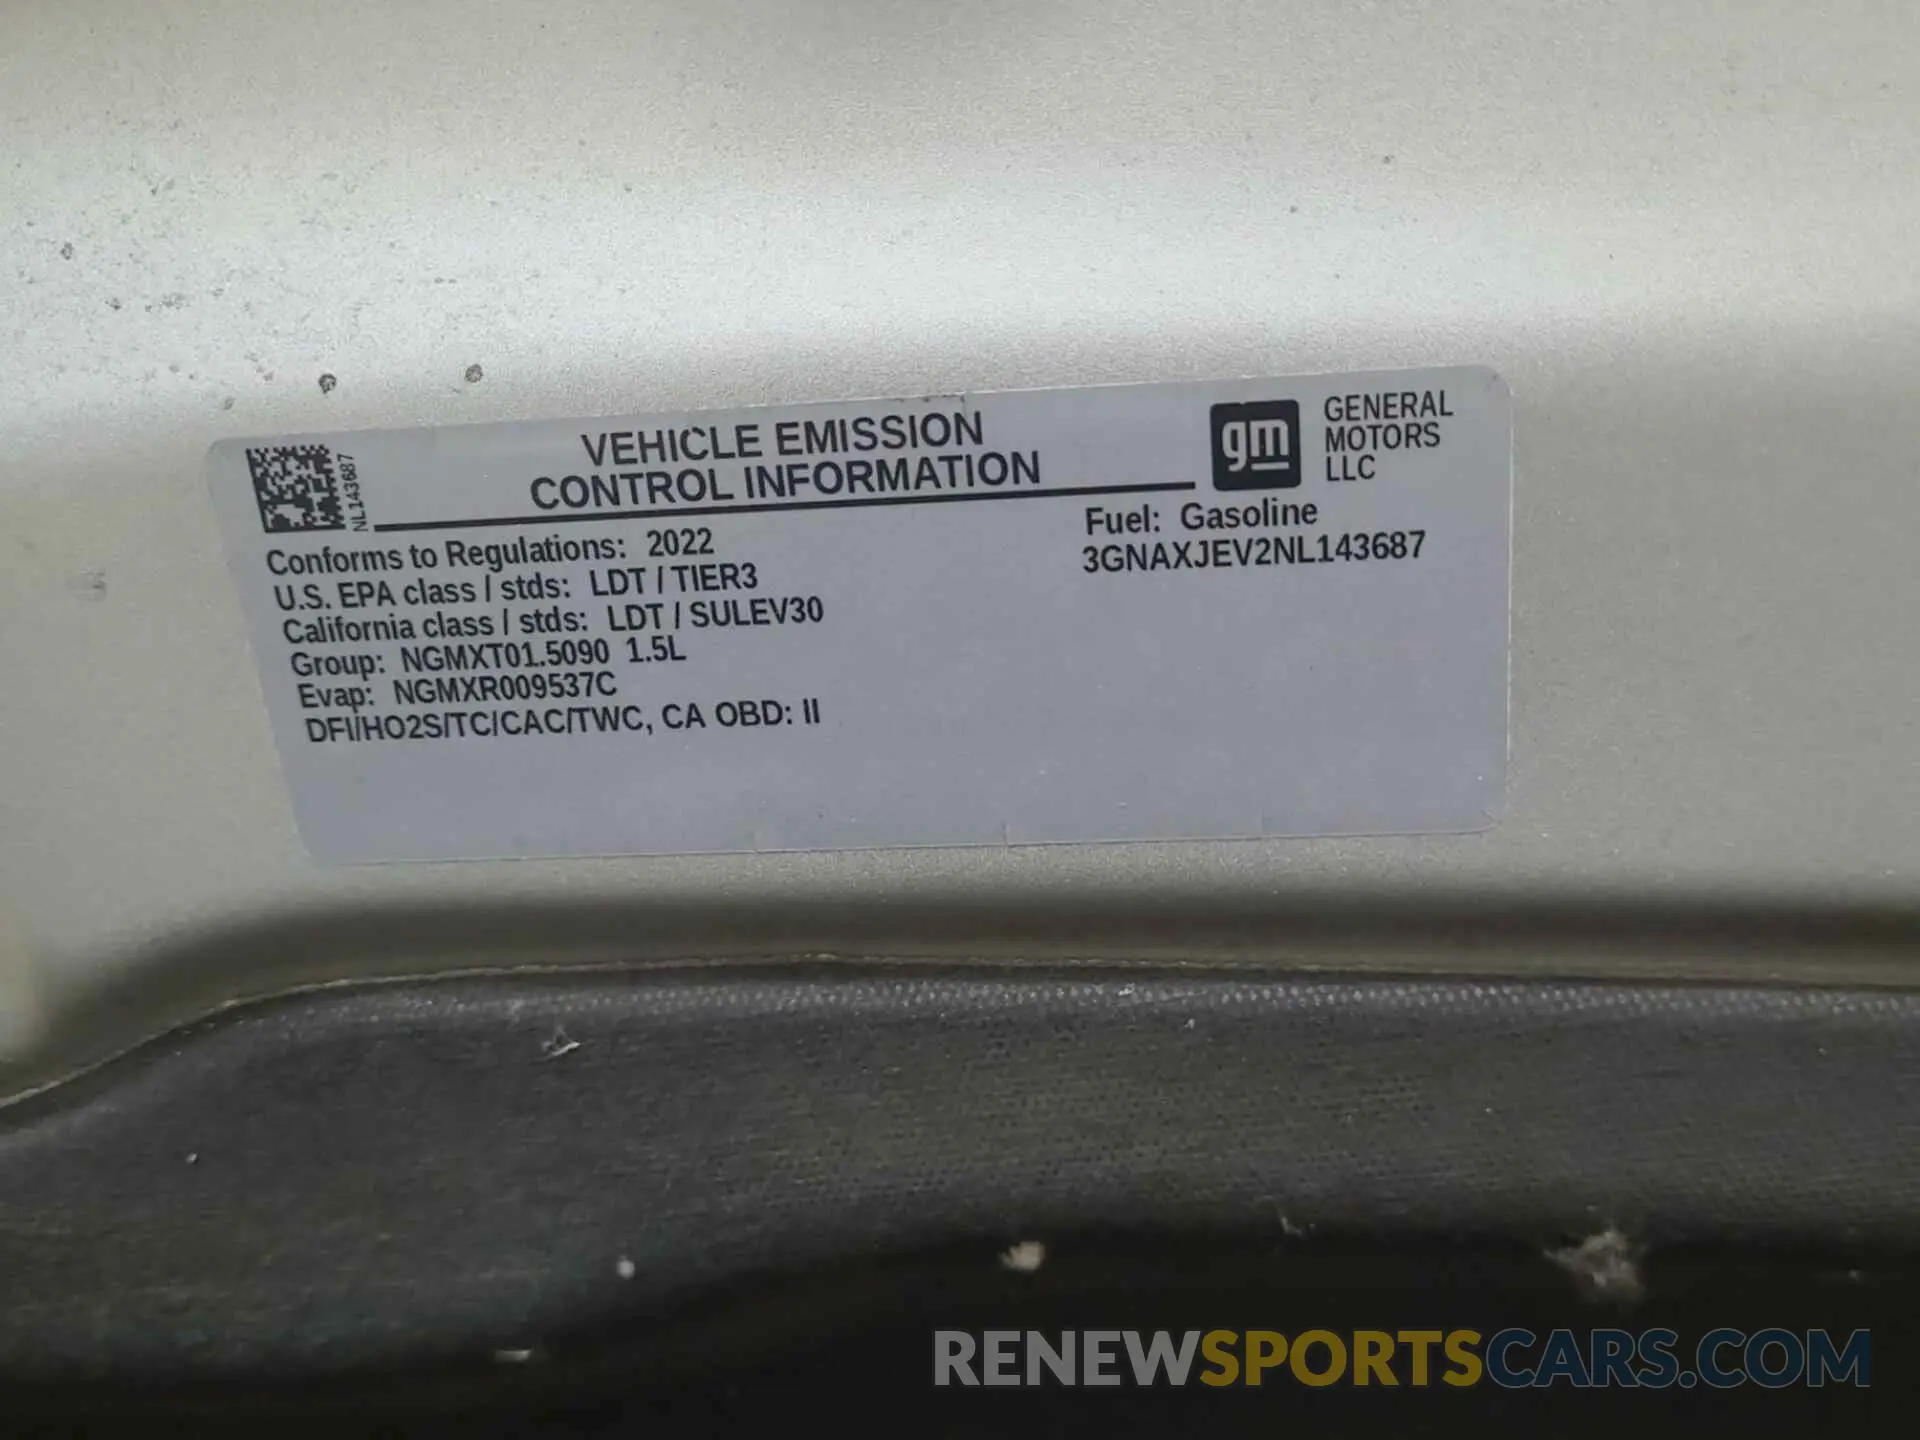 NL143687
VEHICLE EMISSION
CONTROL INFORMATION
gm
GENERAL
MOTORS
LLC
Conforms to Regulations: 2022
U.S. EPA class / stds: LDT / TIER3
California class / stds: LDT / SULEV30
Group: NGMXT01.5090 1.5L
Evap: NGMXR009537C
DFI/HO2S/TC/CAC/TWC, CA OBD: II
Fuel: Gasoline
3GNAXJEV2NL143687
RENEWSPORTSCARS.COM